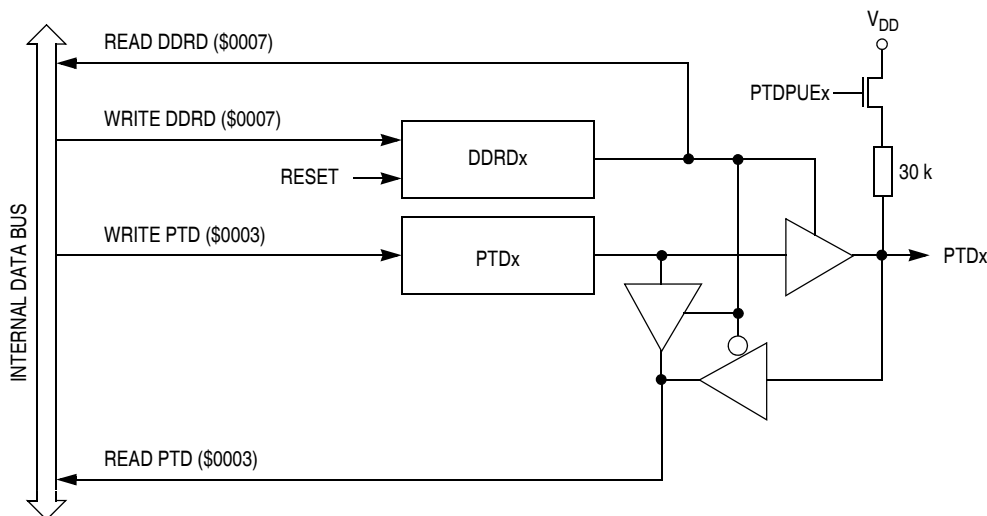 V_DD
READ DDRD ($0007)
PTDPUEx
WRITE DDRD ($0007)
DDRDx
30 k
RESET
INTERNAL DATA BUS
WRITE PTD ($0003)
PTDx
PTDx
READ PTD ($0003)